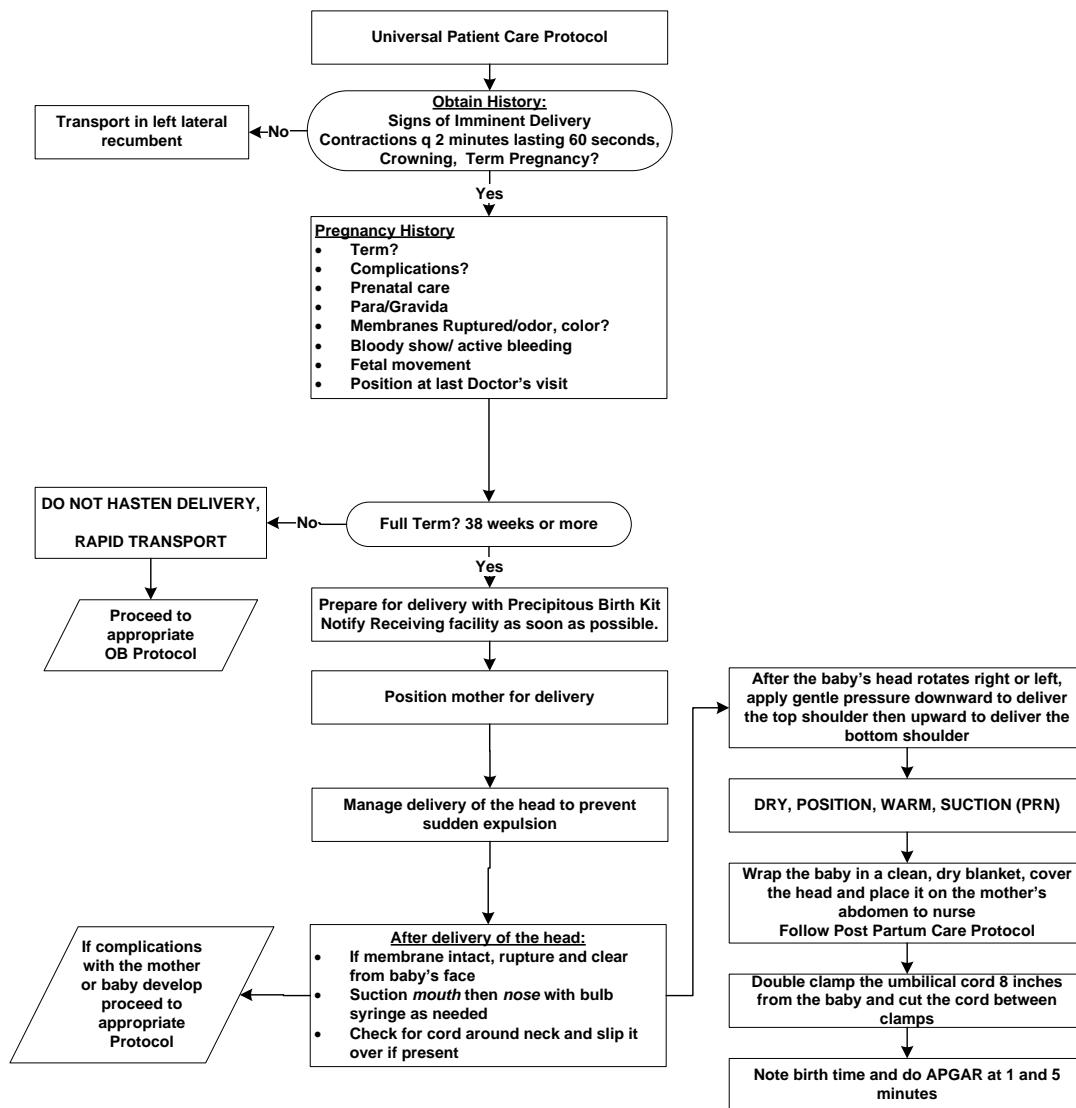 Universal Patient Care Protocol
Obtain History:
Signs of Imminent Delivery
Contractions q 2 minutes lasting 60 seconds,
Crowning, Term Pregnancy?
No
Transport in left lateral
recumbent
Yes
Pregnancy History
• Term?
• Complications?
• Prenatal care
• Para/Gravida
• Membranes Ruptured/odor, color?
• Bloody show/ active bleeding
• Fetal movement
• Position at last Doctor's visit
Full Term? 38 weeks or more
No
DO NOT HASTEN DELIVERY,
RAPID TRANSPORT
Proceed to
appropriate
OB Protocol
Yes
Prepare for delivery with Precipitous Birth Kit
Notify Receiving facility as soon as possible.
Position mother for delivery
Manage delivery of the head to prevent
sudden expulsion
After delivery of the head:
• If membrane intact, rupture and clear
from baby's face
• Suction mouth then nose with bulb
syringe as needed
• Check for cord around neck and slip it
over if present
If complications
with the mother
or baby develop
proceed to
appropriate
Protocol
After the baby's head rotates right or left,
apply gentle pressure downward to deliver
the top shoulder then upward to deliver the
bottom shoulder
DRY, POSITION, WARM, SUCTION (PRN)
Wrap the baby in a clean, dry blanket, cover
the head and place it on the mother's
abdomen to nurse
Follow Post Partum Care Protocol
Double clamp the umbilical cord 8 inches
from the baby and cut the cord between
clamps
Note birth time and do APGAR at 1 and 5
minutes